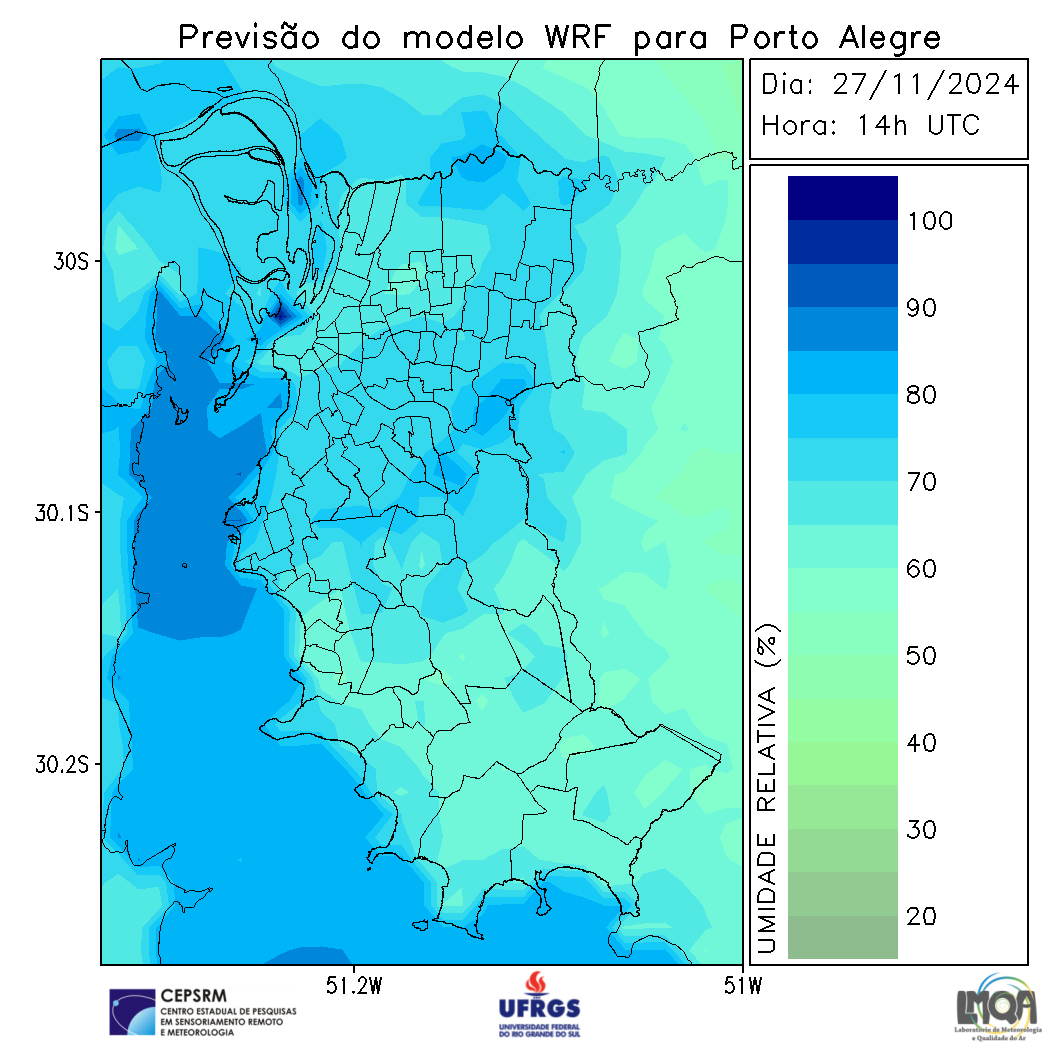 Previsão do modelo WRF para Porto Alegre
Dia: 27/11/2024
Hora: 14h UTC
30S
30.1S
30.2S
51.2W
51W
UMIDADE RELATIVA (%)
100
90
80
70
60
50
40
30
20
CEPSRM
CENTRO ESTADUAL DE PESQUISAS
EM SENSORIAMENTO REMOTO
E METEOROLOGIA
UFRGS
UNIVERSIDADE FEDERAL
DO RIO GRANDE DO SUL
LMQA
Laboratório de Meteorologia
e Qualidade do Ar